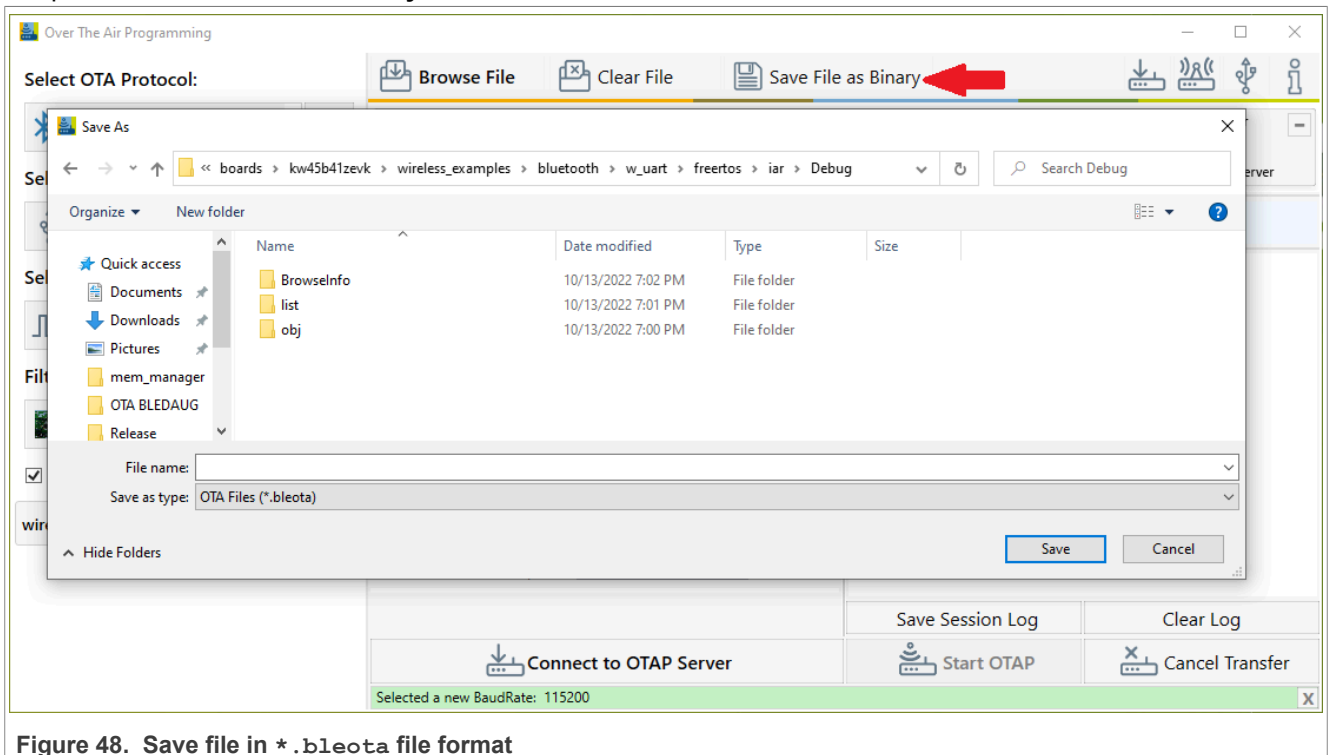 Over The Air Programming
Select OTA Protocol:
Browse File
Clear File
Save File as Binary
Save As
« boards › kw45b41zevk › wireless_examples › bluetooth › w_uart › freertos › iar › Debug
Search Debug
erver
Sel
Organize
New folder
Name
Date modified
Type
Size
Quick access
Documents
Downloads
Pictures
mem_manager
OTA BLEDAUG
Release
BrowseInfo 10/13/2022 7:02 PM File folder
list 10/13/2022 7:01 PM File folder
obj 10/13/2022 7:00 PM File folder
Sel
Filt
File name:
Save as type: OTA Files (*.bleota)
wire
Hide Folders
Save
Cancel
Save Session Log
Clear Log
Connect to OTAP Server
Start OTAP
Cancel Transfer
Selected a new BaudRate: 115200
X
Figure 48. Save file in *.bleota file format